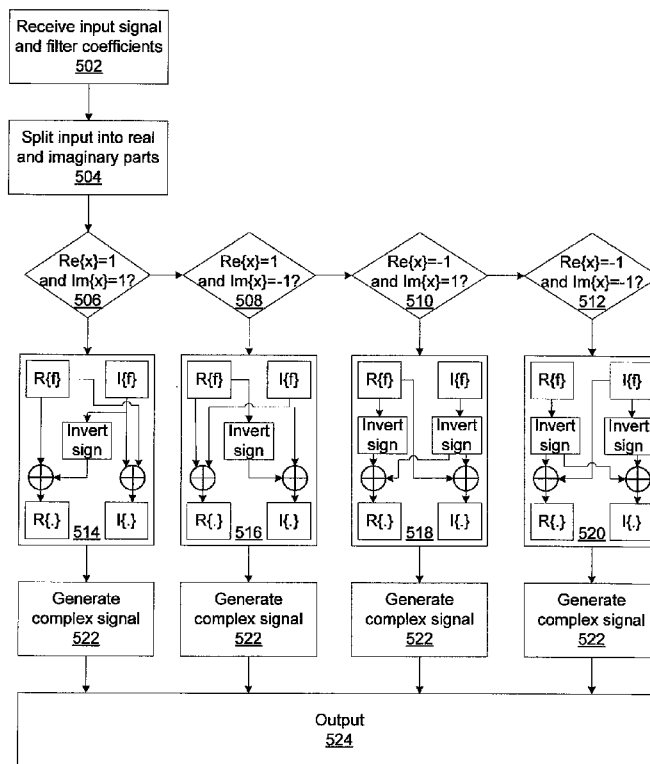 Receive input signal
and filter coefficients
502
Split input into real
and imaginary parts
504
Re{x}=1
and Im{x}=1?
506
Re{x}=1
and Im{x}=-1?
508
Re{x}=-1
and Im{x}=1?
510
Re{x}=-1
and Im{x}=-1?
512
R{f}
I{f}
Invert
sign
R{.}
514
I{.}
R{f}
I{f}
Invert
sign
R{.}
516
I{.}
R{f}
I{f}
Invert
sign
Invert
sign
R{.}
518
I{.}
R{f}
I{f}
Invert
sign
Invert
sign
R{.}
520
I{.}
Generate
complex signal
522
Generate
complex signal
522
Generate
complex signal
522
Generate
complex signal
522
Output
524